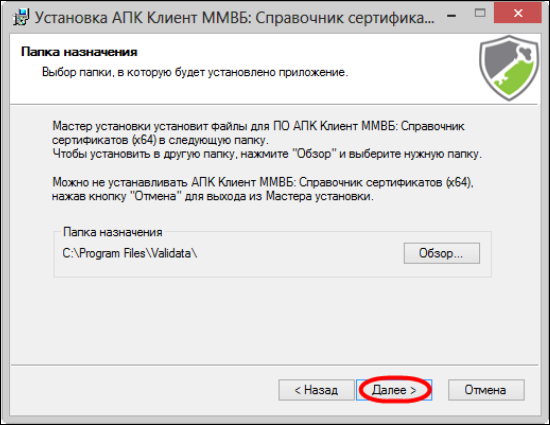 Установка АПК Клиент ММВБ: Справочник сертифика...
Папка назначения
Выбор папки, в которую будет установлено приложение.
Мастер установки установит файлы для ПО АПК Клиент ММВБ: Справочник
сертификатов (x64) в следующую папку.
Чтобы установить в другую папку, нажмите "Обзор" и выберите нужную папку.
Можно не устанавливать АПК Клиент ММВБ: Справочник сертификатов (x64),
нажав кнопку "Отмена" для выхода из Мастера установки.
Папка назначения
C:\Program Files\Validata\
Обзор...
< Назад
Далее >
Отмена